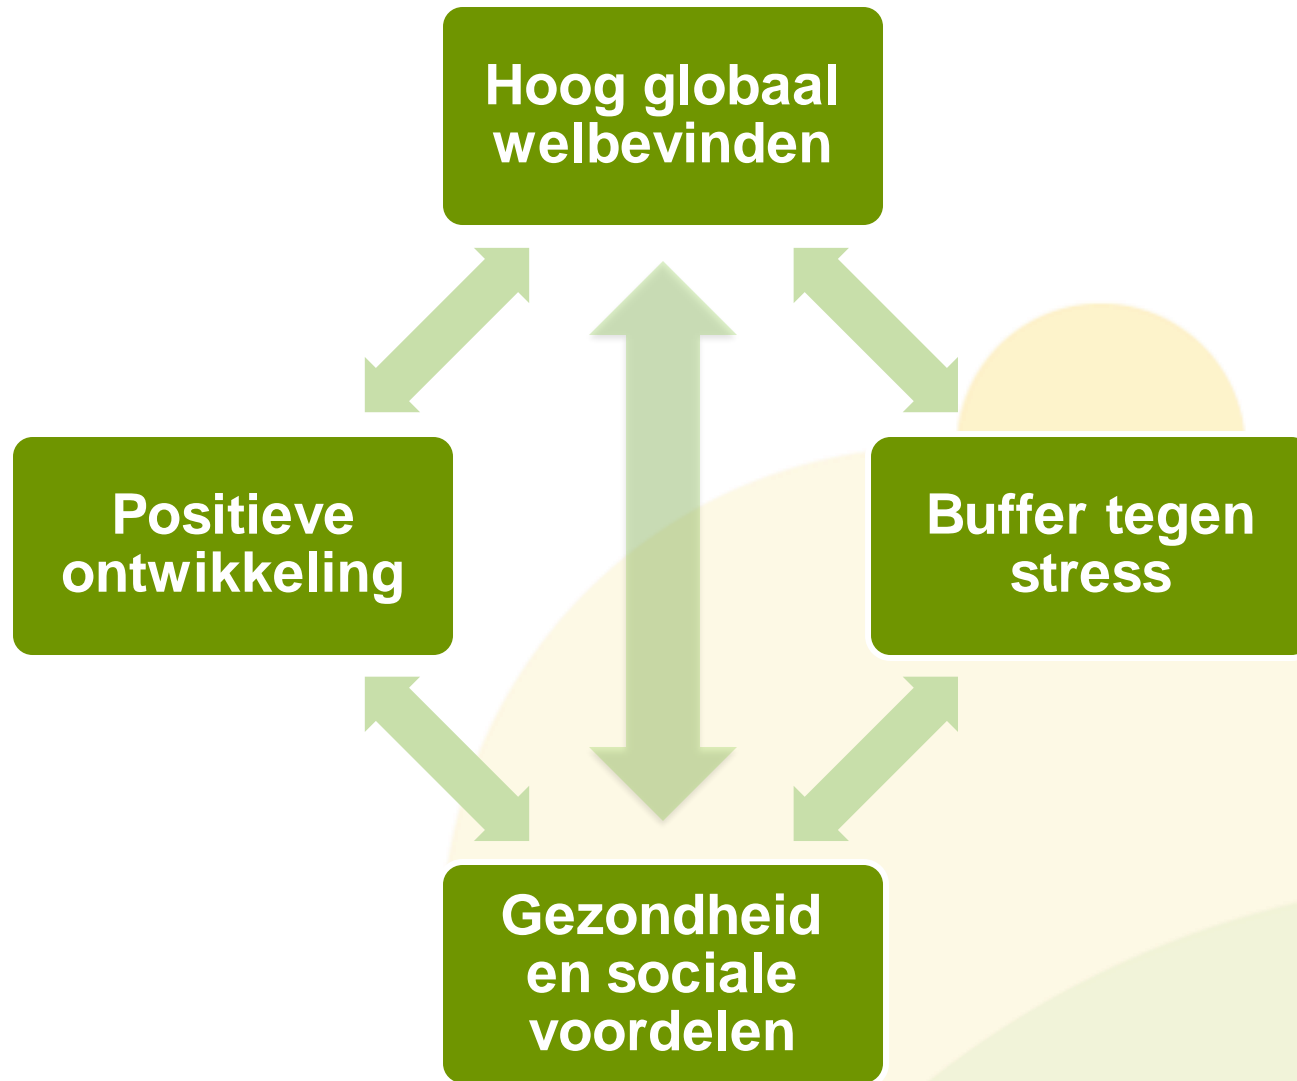 Hoog globaal
welbevinden
Positieve
ontwikkeling
Buffer tegen
stress
Gezondheid
en sociale
voordelen